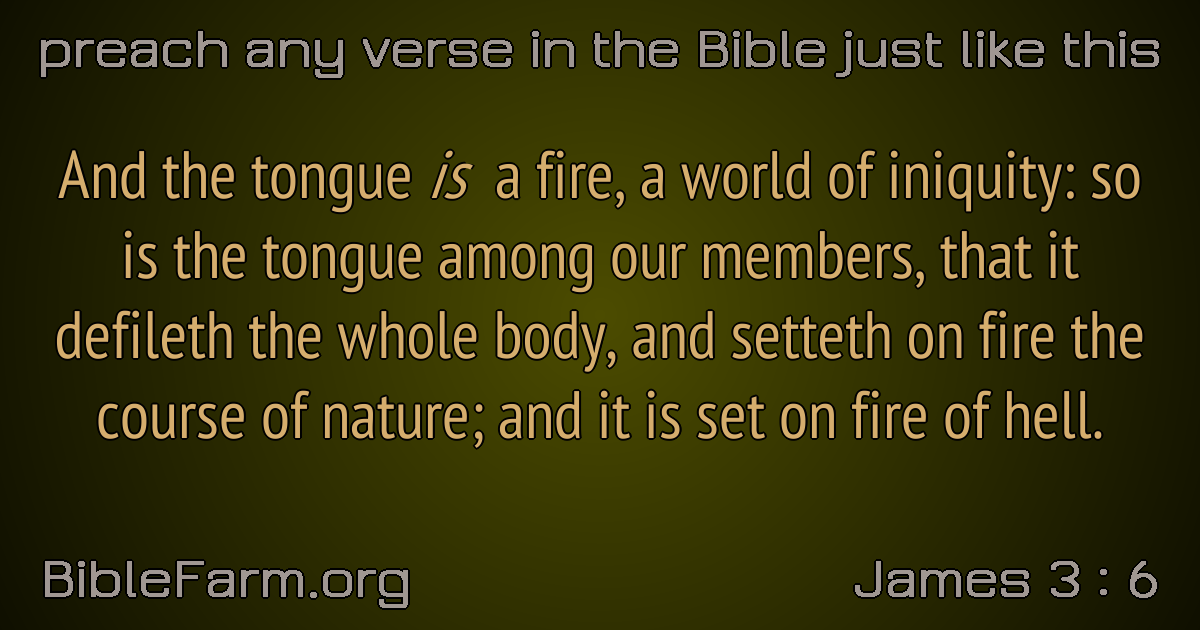 preach any verse in the Bible just like this
And the tongue is a fire, a world of iniquity: so
is the tongue among our members, that it
defileth the whole body, and setteth on fire the
course of nature; and it is set on fire of hell.
BibleFarm.org
James 3 : 6